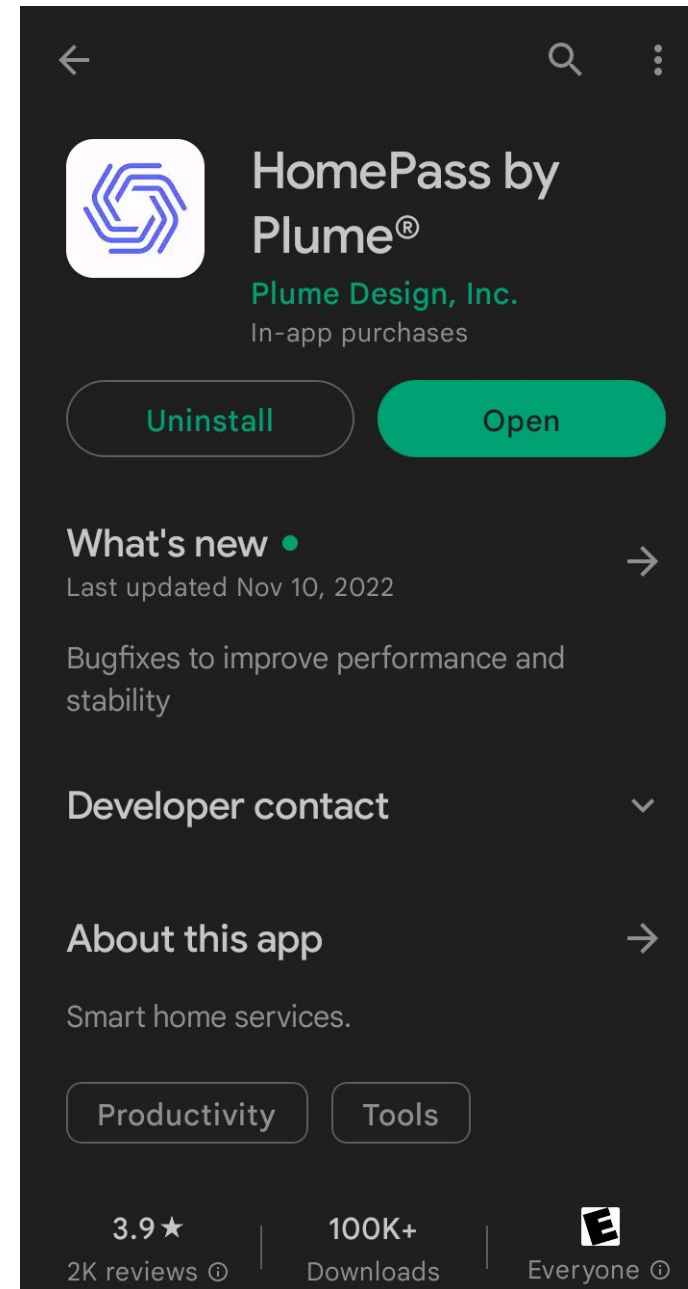 HomePass by
Plume®
Plume Design, Inc.
In-app purchases
Uninstall
Open
What's new
Last updated Nov 10, 2022
Bugfixes to improve performance and
stability
Developer contact
About this app
Smart home services.
Productivity
Tools
3.9★
100K+
E
2K reviews
Downloads
Everyone